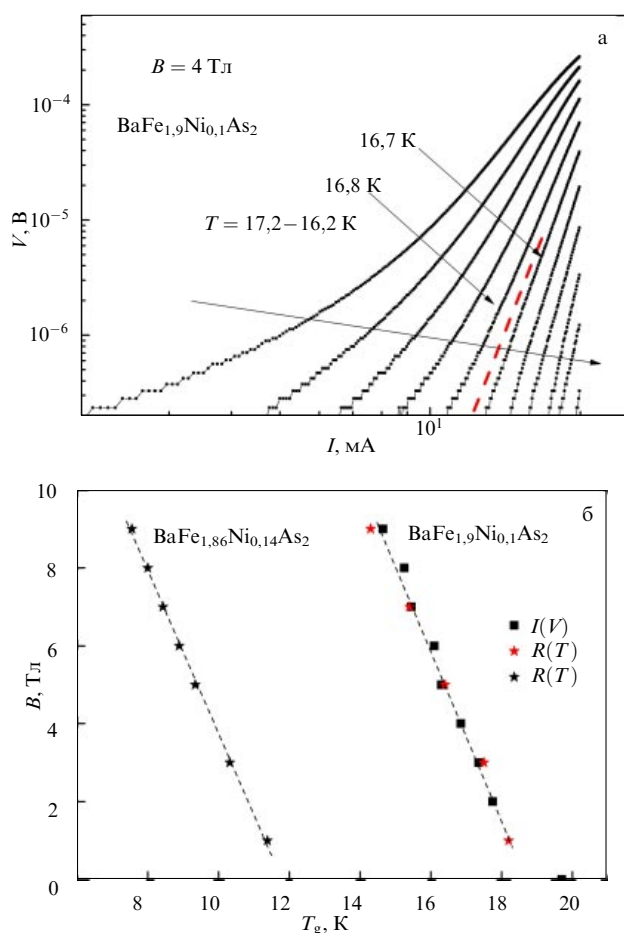 а
B = 4 Тл
10⁻⁴
BaFe₁,₉Ni₀,₁As₂
16,7 К
16,8 К
10⁻⁵
T = 17,2–16,2 К
V, В
10⁻⁶
10¹
I, мА
б
10
BaFe₁,₈₆Ni₀,₁₄As₂
BaFe₁,₉Ni₀,₁As₂
8
I(V)
R(T)
R(T)
6
B, Тл
4
2
0
8 10 12 14 16 18 20
T_g, К